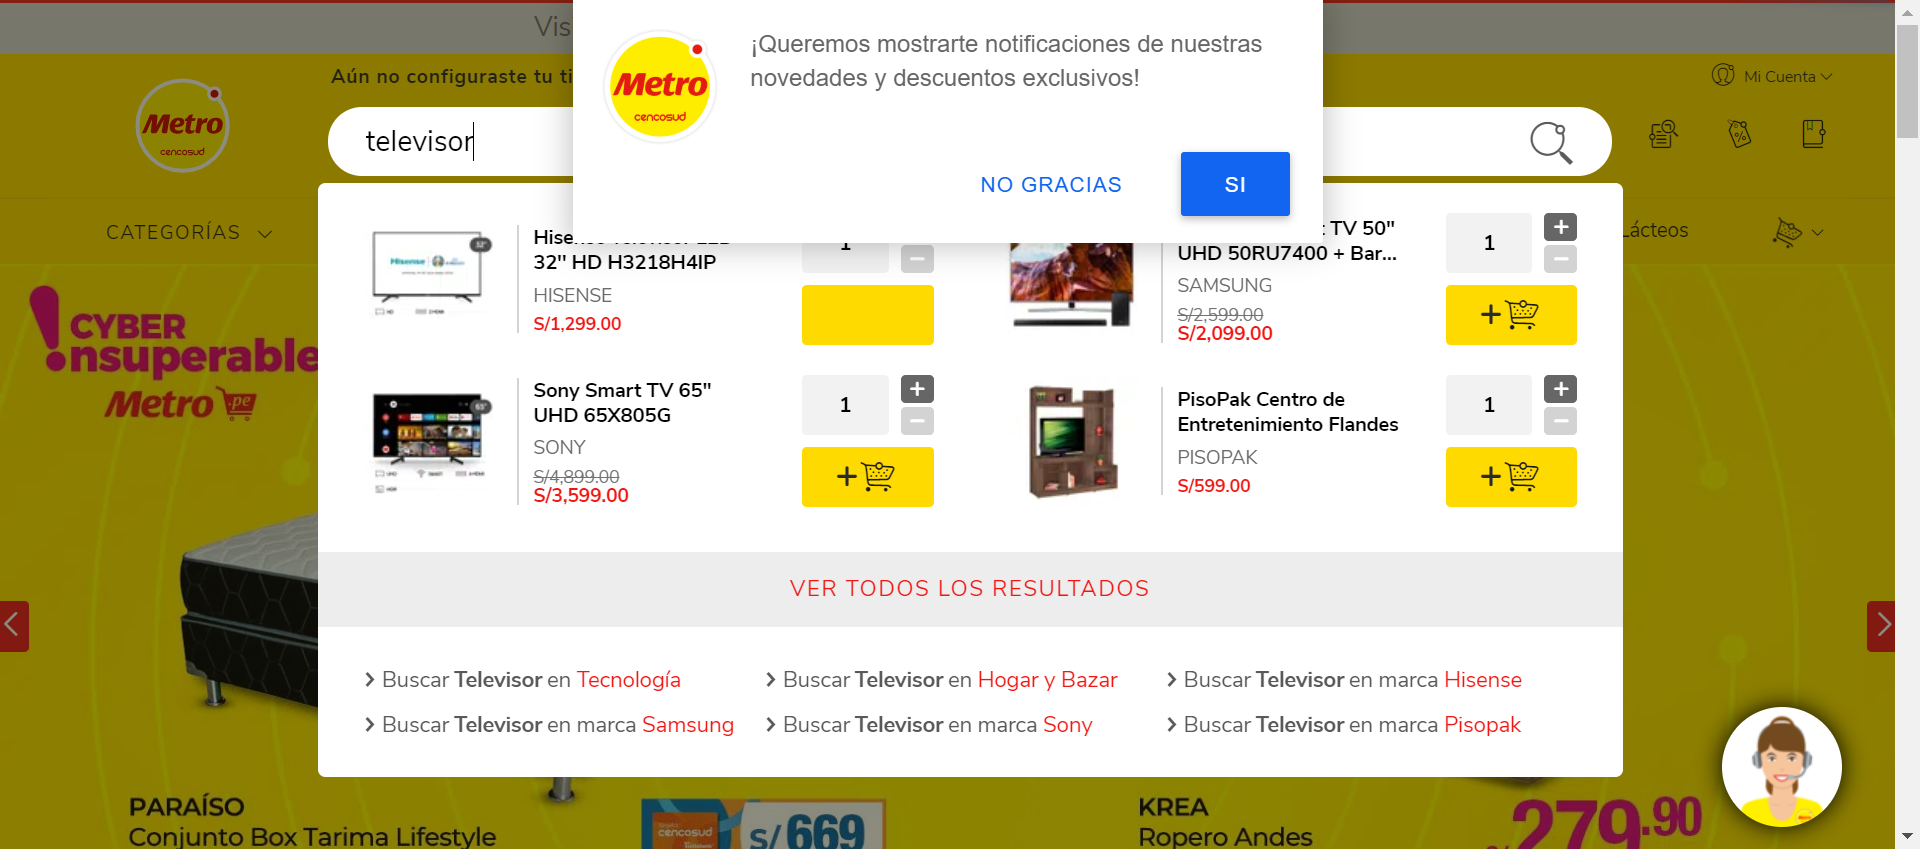 Vis
¡Queremos mostrarte notificaciones de nuestras
novedades y descuentos exclusivos!
Metro
cencosud
NO GRACIAS
SI
Aún no configuraste tu ti
Mi Cuenta
Metro
cencosud
televisor
CATEGORÍAS
Lácteos
32"
Hisense
32'' HD H3218H4IP
HISENSE
S/1,299.00
1
TV 50''
UHD 50RU7400 + Bar...
SAMSUNG
S/2,599.00
S/2,099.00
1
+
−
+
CYBER
!nsuperable
Metro .pe
65"
Sony Smart TV 65''
UHD 65X805G
SONY
S/4,899.00
S/3,599.00
1
+
−
+
PisoPak Centro de
Entretenimiento Flandes
PISOPAK
S/599.00
1
+
−
+
VER TODOS LOS RESULTADOS
Buscar Televisor en Tecnología
Buscar Televisor en Hogar y Bazar
Buscar Televisor en marca Hisense
Buscar Televisor en marca Samsung
Buscar Televisor en marca Sony
Buscar Televisor en marca Pisopak
PARAÍSO
Conjunto Box Tarima Lifestyle
cencosud
S/669
KREA
Ropero Andes
S/279.90